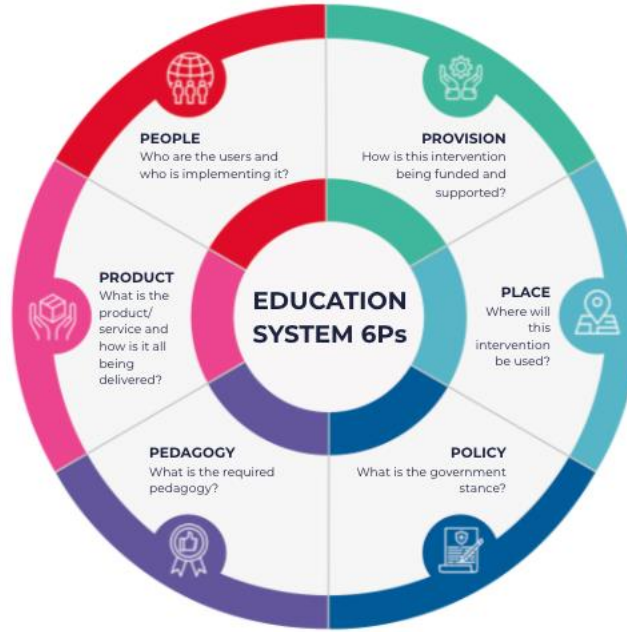 PEOPLE
Who are the users and
who is implementing it?
PROVISION
How is this intervention
being funded and
supported?
PRODUCT
What is the
product/
service and
how is it all
being
delivered?
EDUCATION
SYSTEM 6Ps
PLACE
Where will
this
intervention
be used?
PEDAGOGY
What is the required
pedagogy?
POLICY
What is the government
stance?